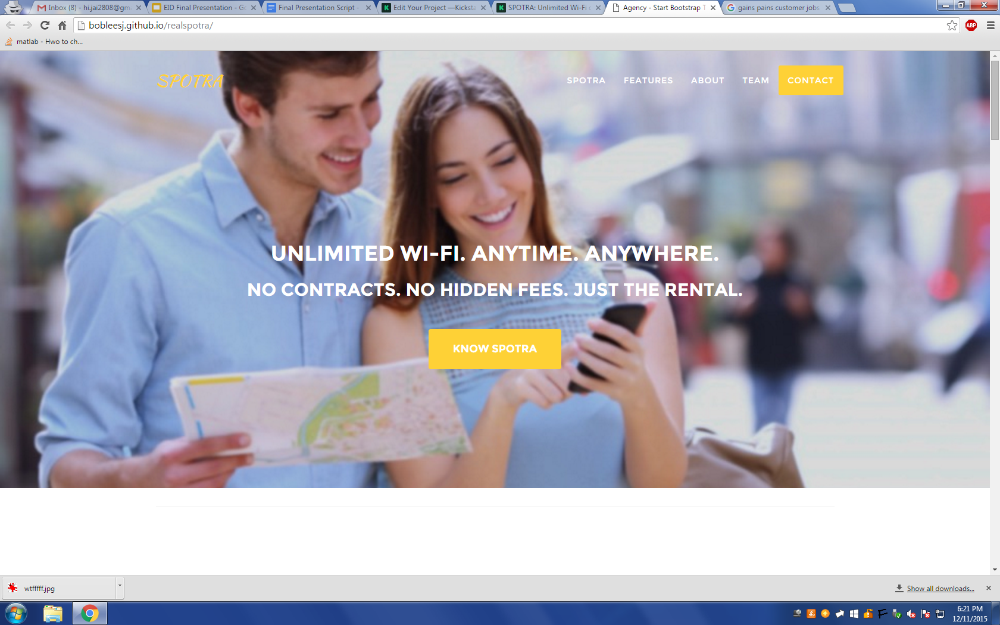 Inbox (8) - hi.jai2808@gm
EID Final Presentation - Go
Final Presentation Script -
Edit Your Project —Kicksta
SPOTRA: Unlimited Wi-Fi o
Agency - Start Bootstrap T
gains pains customer jobs
bobleesj.github.io/realspotra/
ABP
matlab - Hwo to ch...
SPOTRA
SPOTRA
FEATURES
ABOUT
TEAM
CONTACT
UNLIMITED WI-FI. ANYTIME. ANYWHERE.
NO CONTRACTS. NO HIDDEN FEES. JUST THE RENTAL.
KNOW SPOTRA
wtfffff.jpg
Show all downloads...
6:21 PM
12/11/2015